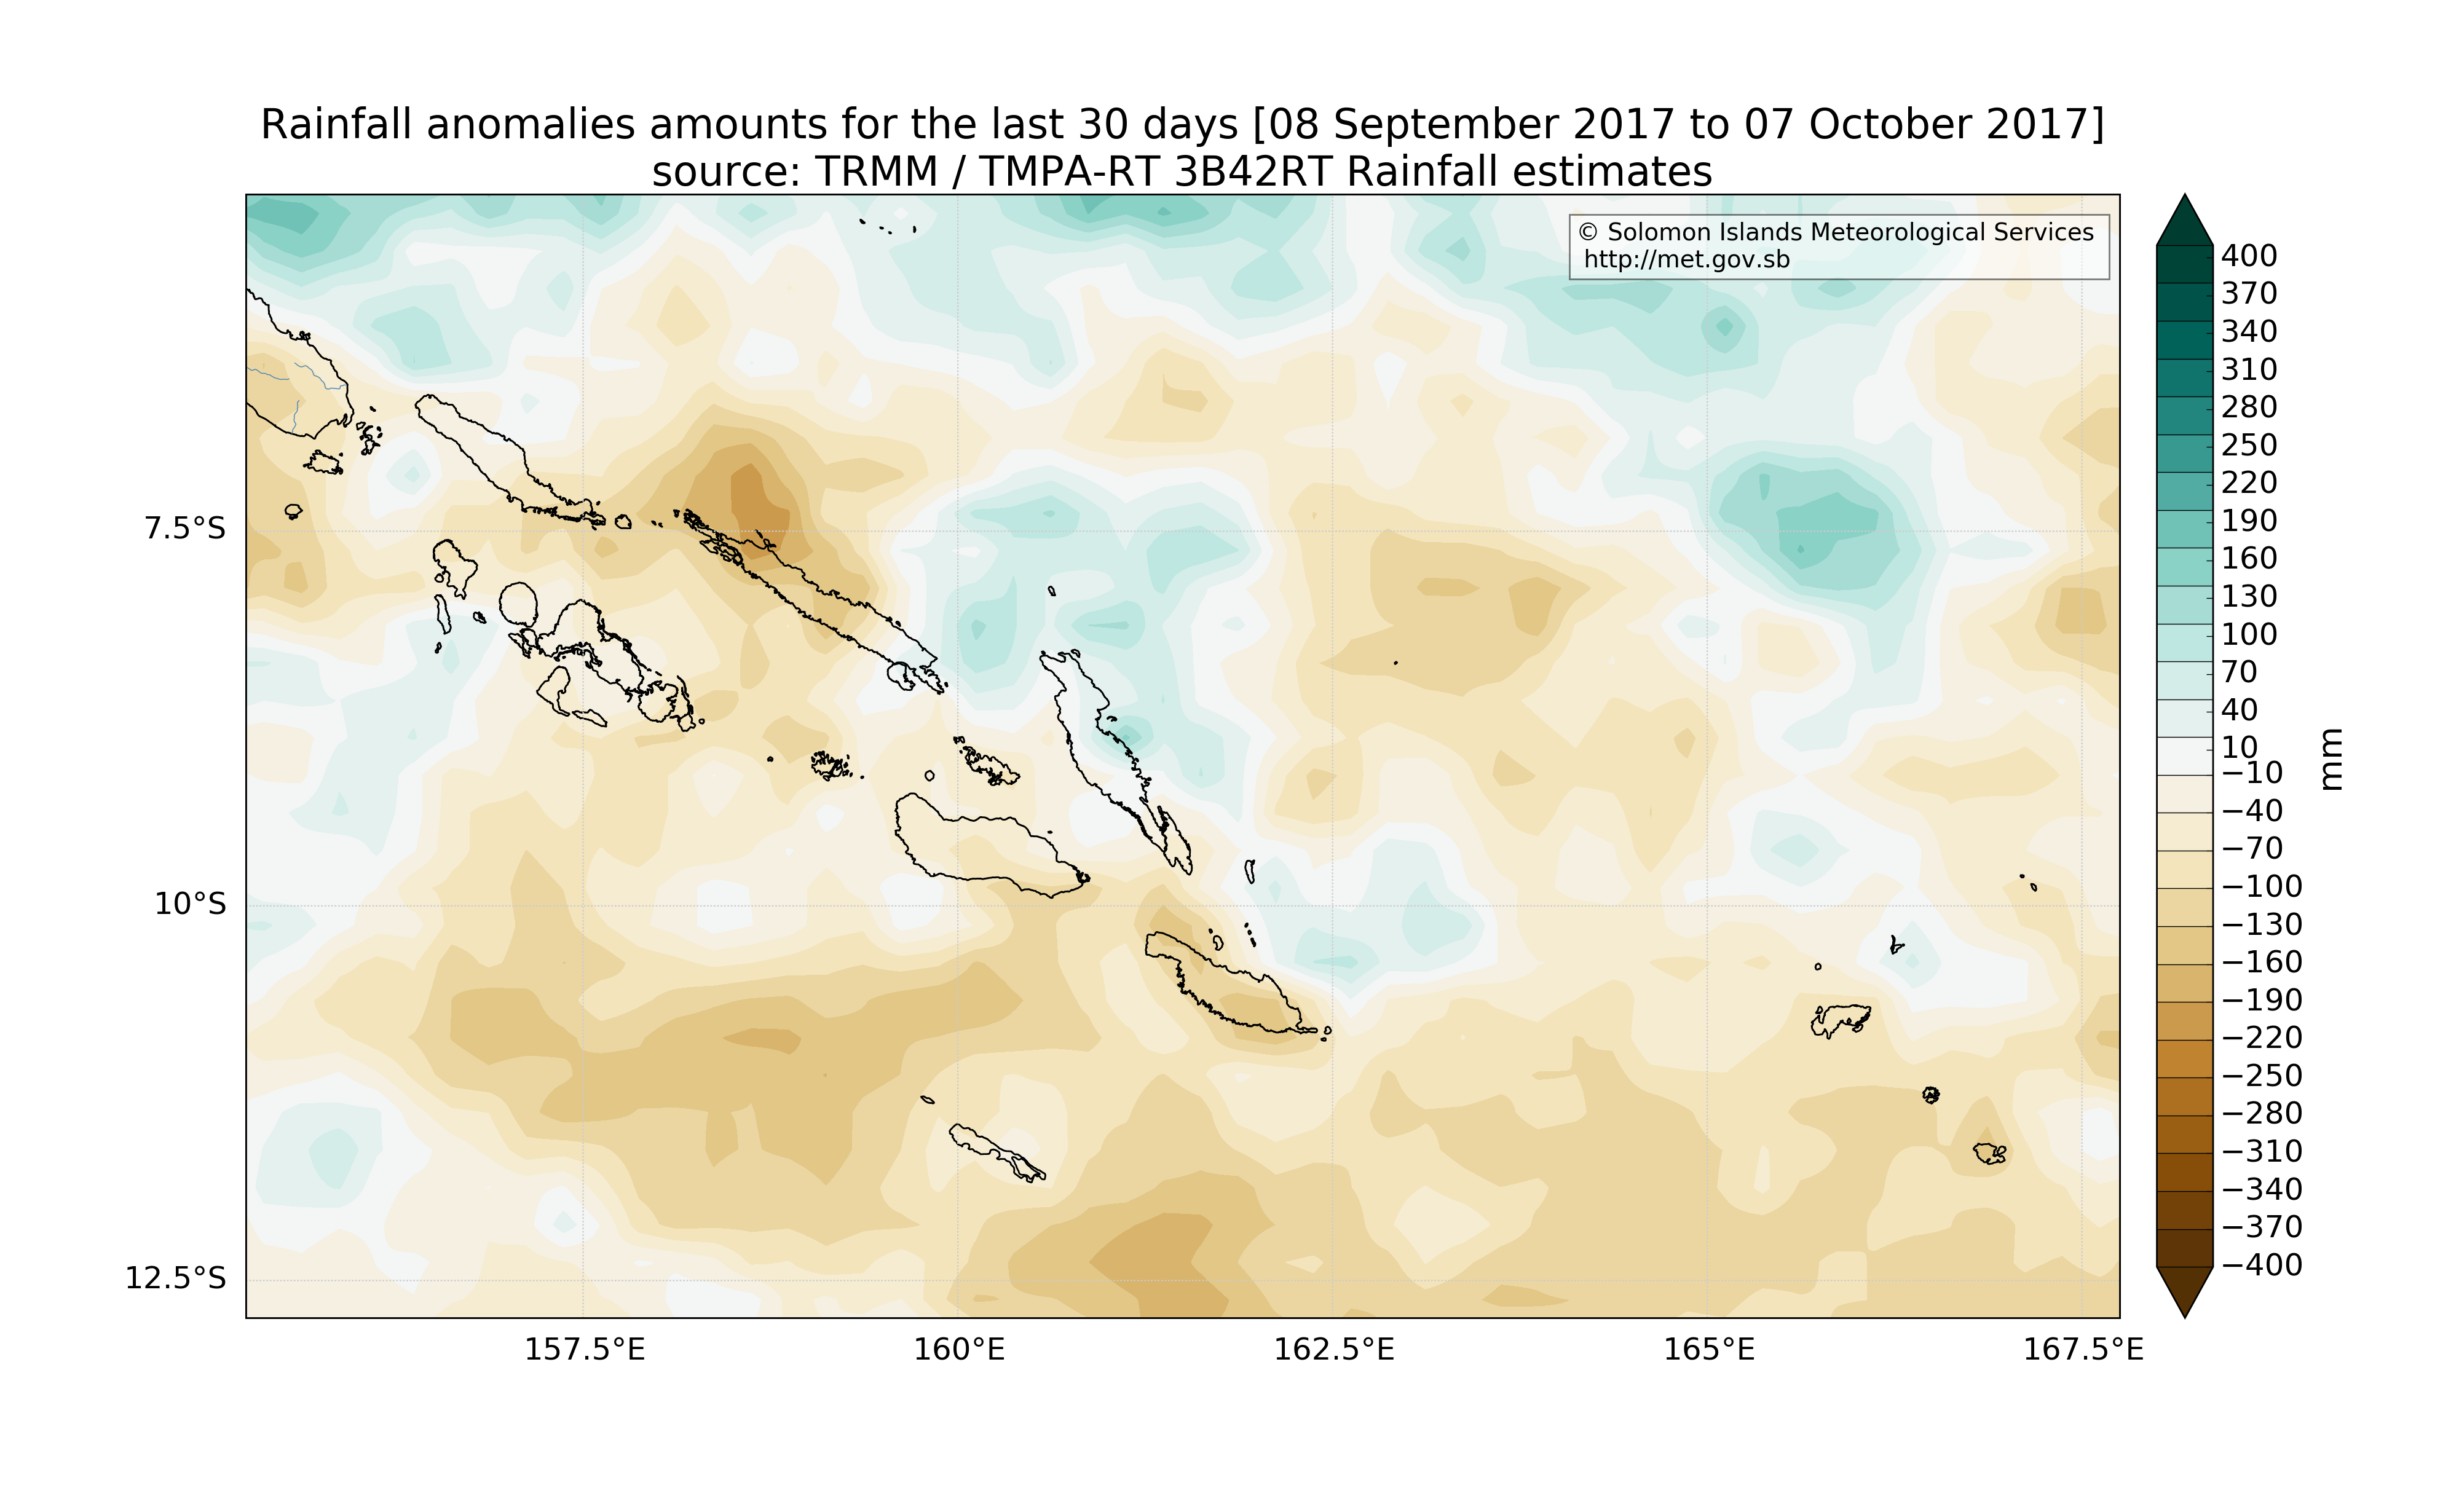 Rainfall anomalies amounts for the last 30 days [08 September 2017 to 07 October 2017]
source: TRMM / TMPA-RT 3B42RT Rainfall estimates
© Solomon Islands Meteorological Services
http://met.gov.sb
7.5°S
10°S
12.5°S
157.5°E
160°E
162.5°E
165°E
167.5°E
400
370
340
310
280
250
220
190
160
130
100
70
40
10
−10
−40
−70
−100
−130
−160
−190
−220
−250
−280
−310
−340
−370
−400
mm